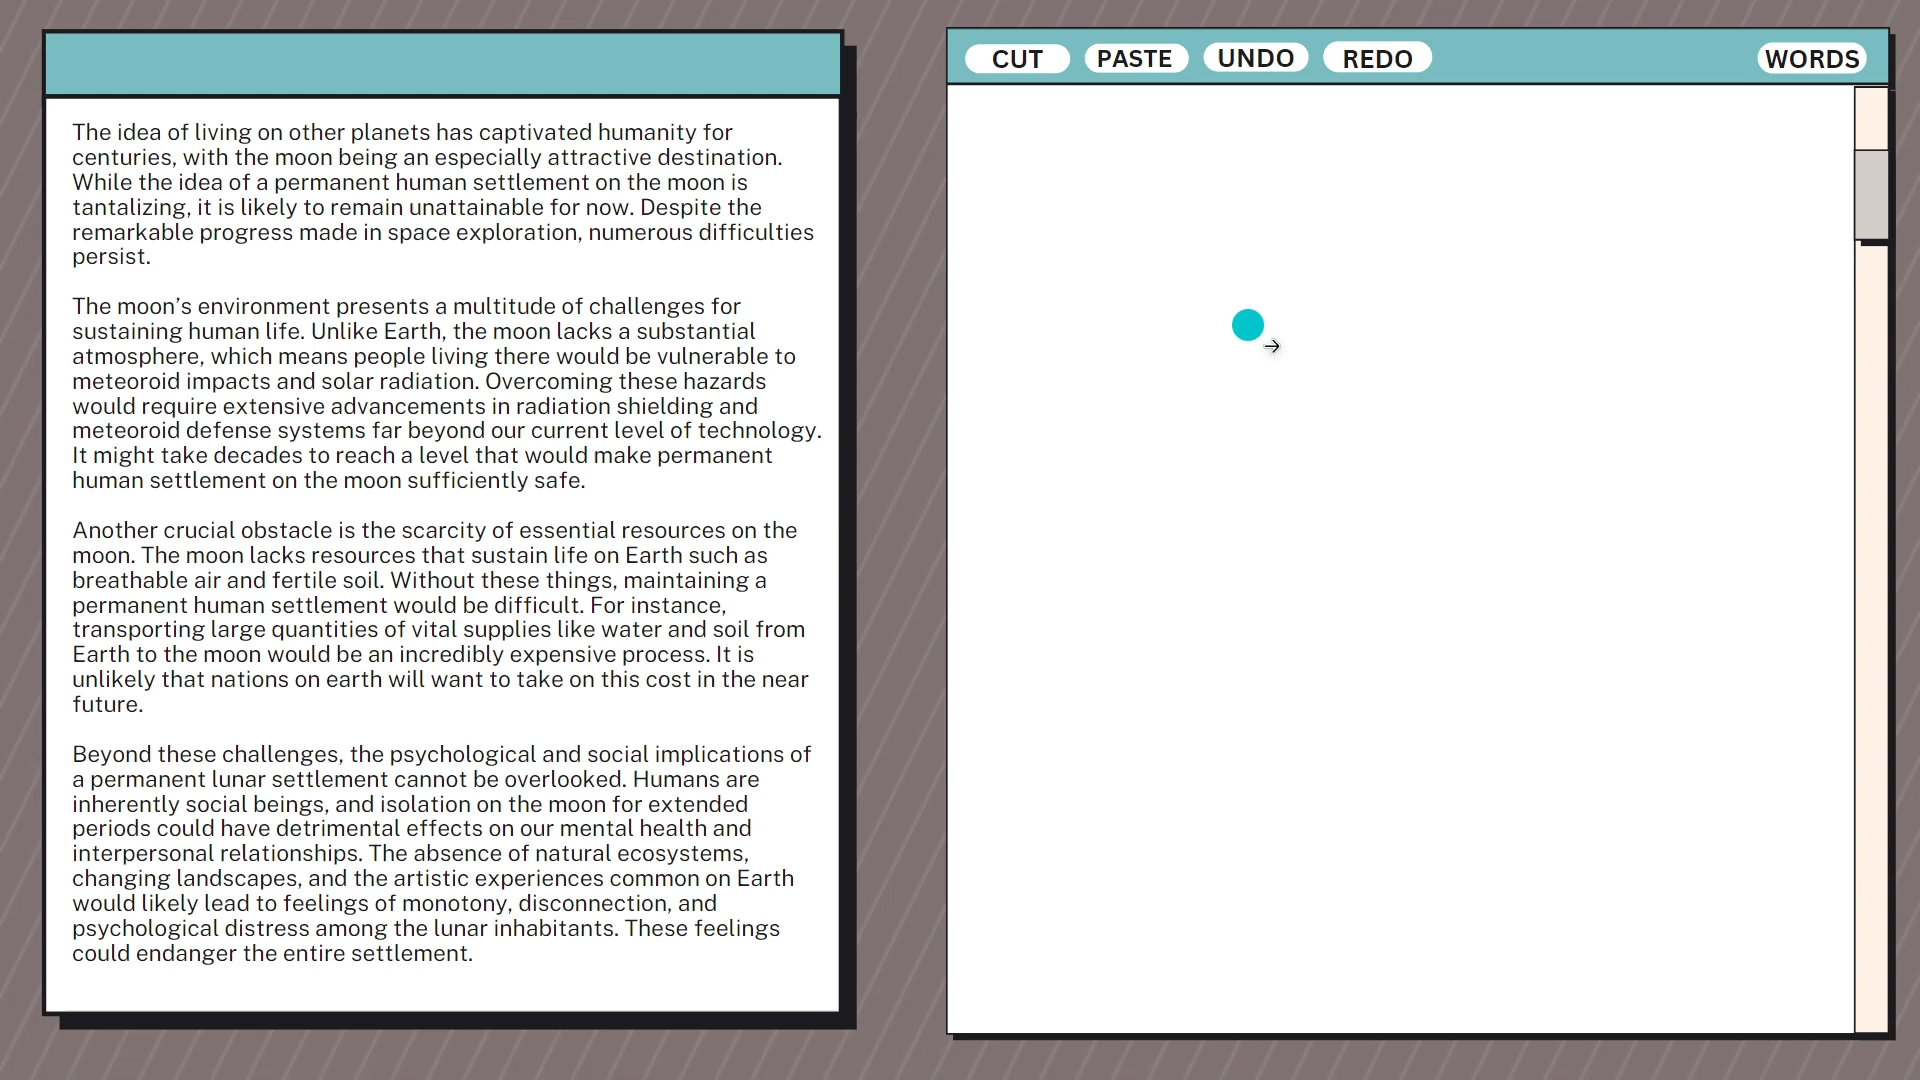 CUT PASTE UNDO REDO WORDS
The idea of living on other planets has captivated humanity for
centuries, with the moon being an especially attractive destination.
While the idea of a permanent human settlement on the moon is
tantalizing, it is likely to remain unattainable for now. Despite the
remarkable progress made in space exploration, numerous difficulties
persist.
The moon’s environment presents a multitude of challenges for
sustaining human life. Unlike Earth, the moon lacks a substantial
atmosphere, which means people living there would be vulnerable to
meteoroid impacts and solar radiation. Overcoming these hazards
would require extensive advancements in radiation shielding and
meteoroid defense systems far beyond our current level of technology.
It might take decades to reach a level that would make permanent
human settlement on the moon sufficiently safe.
Another crucial obstacle is the scarcity of essential resources on the
moon. The moon lacks resources that sustain life on Earth such as
breathable air and fertile soil. Without these things, maintaining a
permanent human settlement would be difficult. For instance,
transporting large quantities of vital supplies like water and soil from
Earth to the moon would be an incredibly expensive process. It is
unlikely that nations on earth will want to take on this cost in the near
future.
Beyond these challenges, the psychological and social implications of
a permanent lunar settlement cannot be overlooked. Humans are
inherently social beings, and isolation on the moon for extended
periods could have detrimental effects on our mental health and
interpersonal relationships. The absence of natural ecosystems,
changing landscapes, and the artistic experiences common on Earth
would likely lead to feelings of monotony, disconnection, and
psychological distress among the lunar inhabitants. These feelings
could endanger the entire settlement.